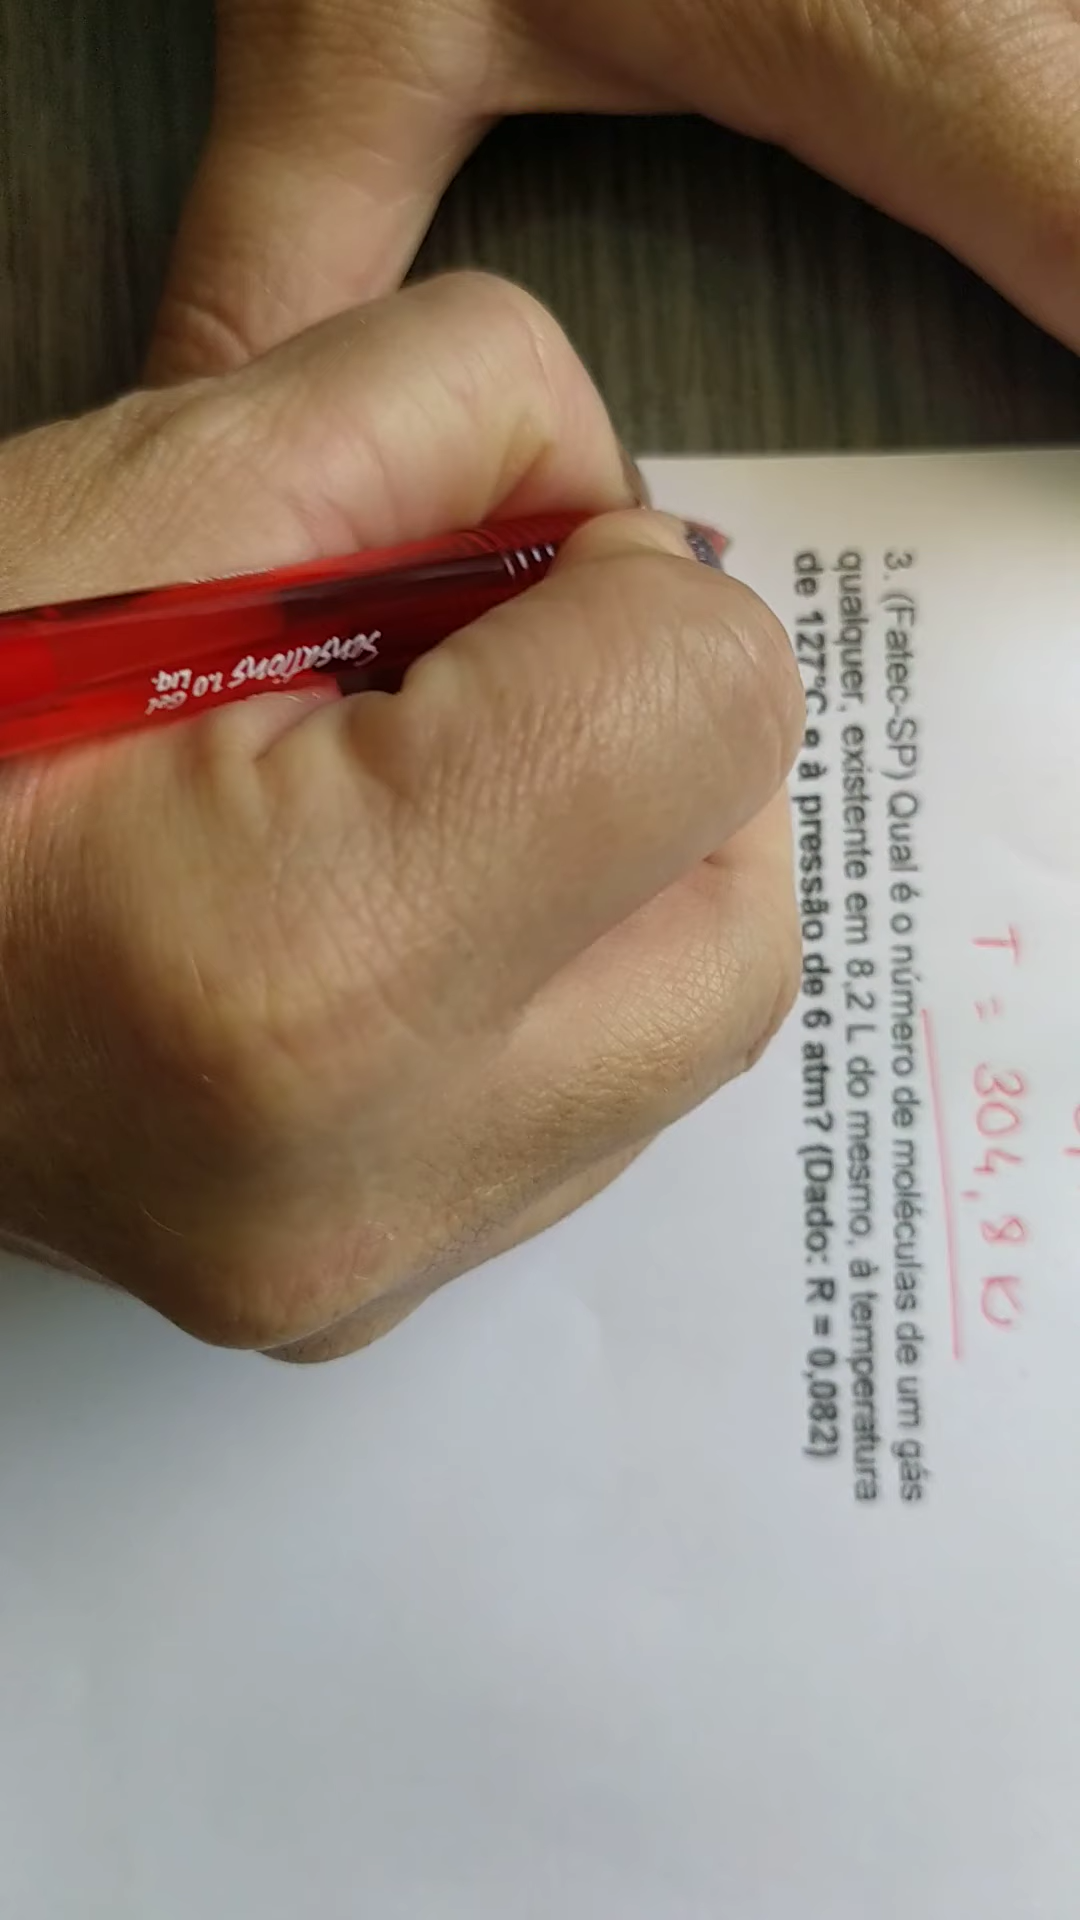 T = 304,8 K
3. (Fatec-SP) Qual é o número de moléculas de um gás
qualquer, existente em 8,2 L do mesmo, à temperatura
de 127°C e à pressão de 6 atm? (Dado: R = 0,082)
Sensations 1.0 Gel
LIQ.